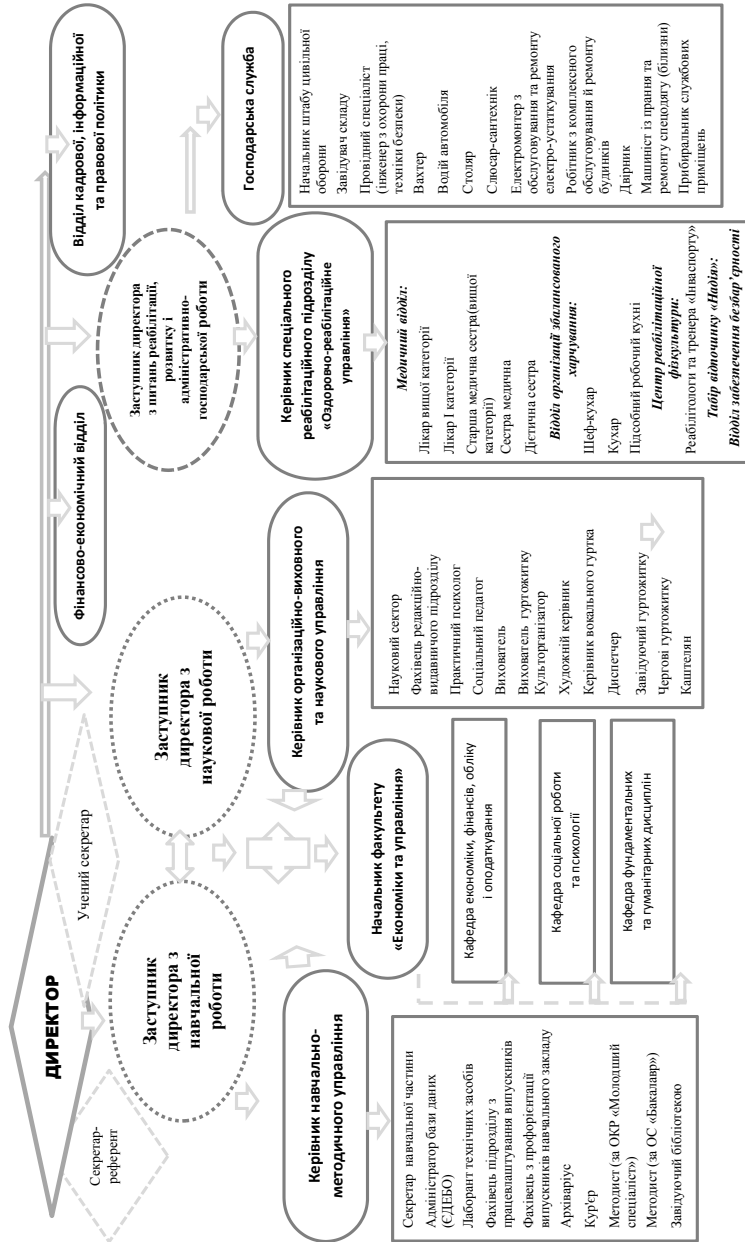 ДИРЕКТОР
Секретар-
референт
Учений секретар
Фінансово-економічний відділ
Відділ кадрової, інформаційної
та правової політики
Заступник
директора з
навчальної
роботи
Заступник
директора з
наукової роботи
Заступник директора
з питань реабілітації,
розвитку і
адміністративно-
господарської роботи
Господарська служба
Керівник навчально-
методичного управління
Начальник факультету
«Економіки та управління»
Керівник організаційно-виховного
та наукового управління
Керівник спеціального
реабілітаційного підрозділу
«Оздоровчо-реабілітаційне
управління»
Секретар навчальної частини
Адміністратор бази даних
(ЄДЕБО)
Лаборант технічних засобів
Фахівець підрозділу з
працевлаштування випускників
Фахівець з профорієнтації
випускників навчального закладу
Архіваріус
Кур'єр
Методист (за ОКР «Молодший
спеціаліст»)
Методист (за ОС «Бакалавр»)
Завідуючий бібліотекою
Кафедра економіки, фінансів, обліку
і оподаткування
Кафедра соціальної роботи
та психології
Кафедра фундаментальних
та гуманітарних дисциплін
Науковий сектор
Фахівець редакційно-
видавничого підрозділу
Практичний психолог
Соціальний педагог
Вихователь
Вихователь гуртожитку
Культорганізатор
Художній керівник
Керівник вокального гуртка
Диспетчер
Завідуючий гуртожитку
Чергові гуртожитку
Каштелян
Медичний відділ:
Лікар вищої категорії
Лікар І категорії
Старша медична сестра(вищої
категорії)
Сестра медична
Дієтична сестра
Відділ організації збалансованого
харчування:
Шеф-кухар
Кухар
Підсобний робочий кухні
Центр реабілітаційної
фізкультури:
Реабілітологи та тренера «Інваспорту»
Табір відпочинку «Надія»:
Відділ забезпечення безбар'єрності
Начальник штабу цивільної
оборони
Завідувач складу
Провідний спеціаліст
(інженер з охорони праці,
техніки безпеки)
Вахтер
Водій автомобіля
Столяр
Слюсар-сантехнік
Електромонтер з
обслуговування та ремонту
електро-устаткування
Робітник з комплексного
обслуговування й ремонту
будинків
Двірник
Машиніст із прання та
ремонту спецодягу (білизни)
Прибиральник службових
приміщень